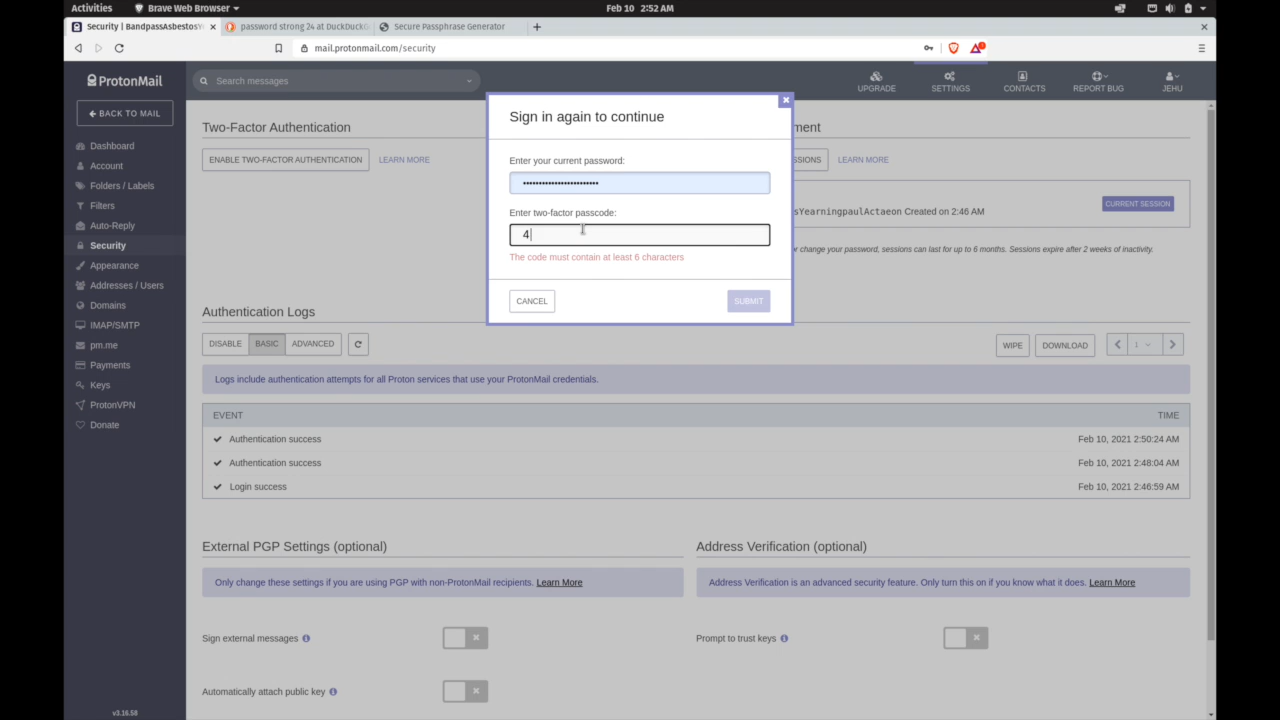 Activities
Brave Web Browser
Feb 10 2:52 AM
Security | BandpassAsbestosY
password strong 24 at DuckDuckG
Secure Passphrase Generator
mail.protonmail.com/security
ProtonMail
Search messages
UPGRADE
SETTINGS
CONTACTS
REPORT BUG
JEHU
BACK TO MAIL
Dashboard
Account
Folders / Labels
Filters
Auto-Reply
Security
Appearance
Addresses / Users
Domains
IMAP/SMTP
pm.me
Payments
Keys
ProtonVPN
Donate
v3.16.58
Two-Factor Authentication
ENABLE TWO-FACTOR AUTHENTICATION
LEARN MORE
Sign in again to continue
Enter your current password:
•••••••••••••••••••••••••
Enter two-factor passcode:
4
The code must contain at least 6 characters
CANCEL
SUBMIT
ment
SSIONS
LEARN MORE
sYearningpaulActaeon Created on 2:46 AM
CURRENT SESSION
r change your password, sessions can last for up to 6 months. Sessions expire after 2 weeks of inactivity.
Authentication Logs
DISABLE
BASIC
ADVANCED
WIPE
DOWNLOAD
1
Logs include authentication attempts for all Proton services that use your ProtonMail credentials.
EVENT
TIME
Authentication success
Feb 10, 2021 2:50:24 AM
Authentication success
Feb 10, 2021 2:48:04 AM
Login success
Feb 10, 2021 2:46:59 AM
External PGP Settings (optional)
Only change these settings if you are using PGP with non-ProtonMail recipients. Learn More
Sign external messages
Automatically attach public key
Address Verification (optional)
Address Verification is an advanced security feature. Only turn this on if you know what it does. Learn More
Prompt to trust keys